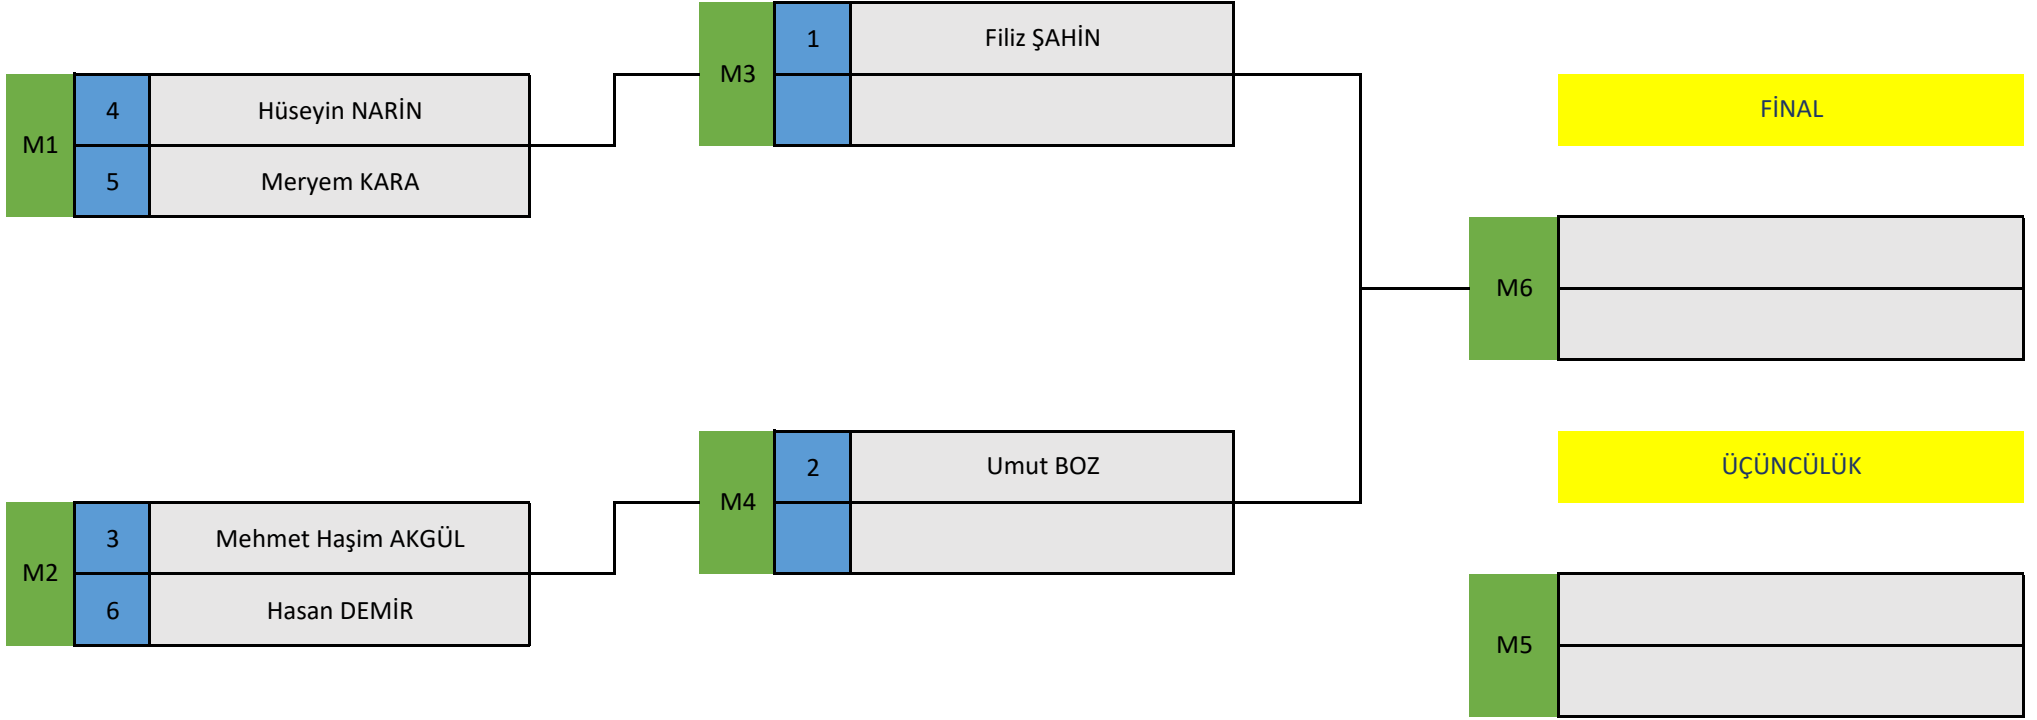 M1
4 Hüseyin NARİN
5 Meryem KARA
M2
3 Mehmet Haşim AKGÜL
6 Hasan DEMİR
M3
1 Filiz ŞAHİN
M4
2 Umut BOZ
FİNAL
M6
ÜÇÜNCÜLÜK
M5